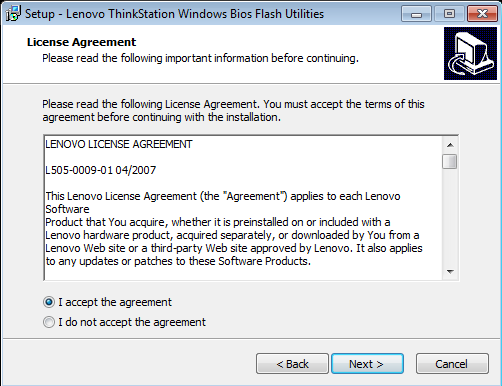 Setup - Lenovo ThinkStation Windows Bios Flash Utilities
License Agreement
Please read the following important information before continuing.
Please read the following License Agreement. You must accept the terms of this
agreement before continuing with the installation.
LENOVO LICENSE AGREEMENT
L505-0009-01 04/2007
This Lenovo License Agreement (the "Agreement") applies to each Lenovo
Software
Product that You acquire, whether it is preinstalled on or included with a
Lenovo hardware product, acquired separately, or downloaded by You from a
Lenovo Web site or a third-party Web site approved by Lenovo. It also applies
to any updates or patches to these Software Products.
I accept the agreement
I do not accept the agreement
< Back
Next >
Cancel